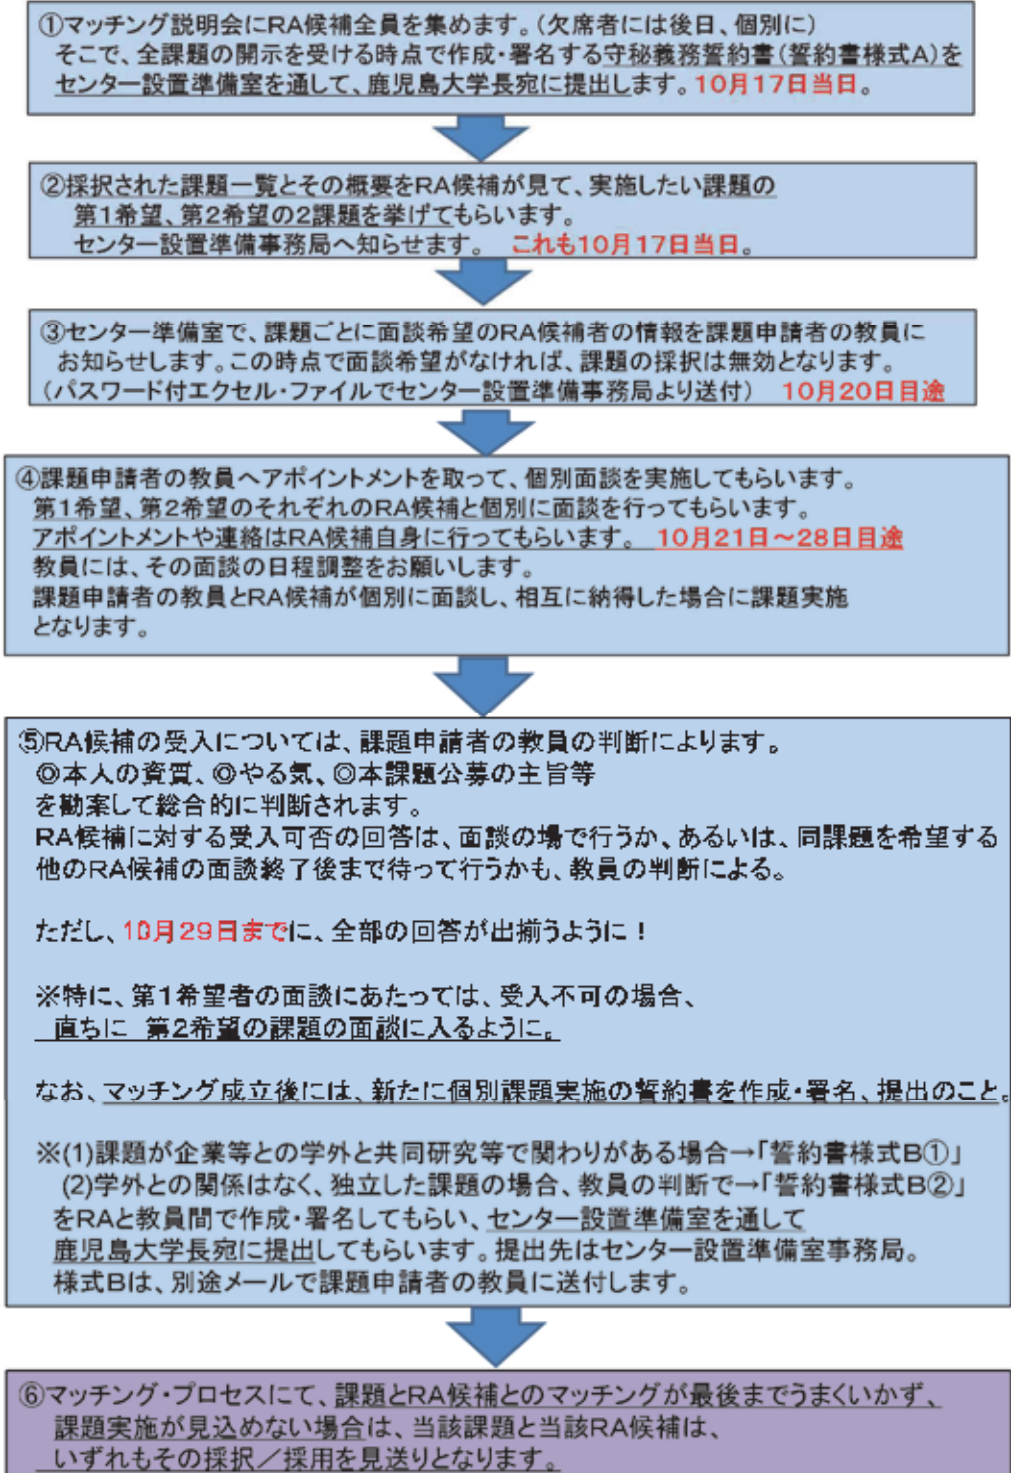 ①マッチング説明会にRA候補全員を集めます。(欠席者には後日、個別に)
そこで、全課題の開示を受ける時点で作成・署名する守秘義務誓約書(誓約書様式A)を
センター設置準備室を通して、鹿児島大学長宛に提出します。10月17日当日。
②採択された課題一覧とその概要をRA候補が見て、実施したい課題の
第1希望、第2希望の2課題を挙げてもらいます。
センター設置準備事務局へ知らせます。 これも10月17日当日。
③センター準備室で、課題ごとに面談希望のRA候補者の情報を課題申請者の教員に
お知らせします。この時点で面談希望がなければ、課題の採択は無効となります。
(パスワード付エクセル・ファイルでセンター設置準備事務局より送付) 10月20日目途
④課題申請者の教員へアポイントメントを取って、個別面談を実施してもらいます。
第1希望、第2希望のそれぞれのRA候補と個別に面談を行ってもらいます。
アポイントメントや連絡はRA候補自身に行ってもらいます。 10月21日～28日目途
教員には、その面談の日程調整をお願いします。
課題申請者の教員とRA候補が個別に面談し、相互に納得した場合に課題実施
となります。
⑤RA候補の受入については、課題申請者の教員の判断によります。
◎本人の資質、◎やる気、◎本課題公募の主旨等
を勘案して総合的に判断されます。
RA候補に対する受入可否の回答は、面談の場で行うか、あるいは、同課題を希望する
他のRA候補の面談終了後まで待って行うかも、教員の判断による。
ただし、10月29日までに、全部の回答が出揃うように!
※特に、第1希望者の面談にあたっては、受入不可の場合、
直ちに 第2希望の課題の面談に入るように。
なお、マッチング成立後には、新たに個別課題実施の誓約書を作成・署名、提出のこと。
※(1)課題が企業等との学外と共同研究等で関わりがある場合→「誓約書様式B①」
(2)学外との関係はなく、独立した課題の場合、教員の判断で→「誓約書様式B②」
をRAと教員間で作成・署名してもらい、センター設置準備室を通して
鹿児島大学長宛に提出してもらいます。提出先はセンター設置準備室事務局。
様式Bは、別途メールで課題申請者の教員に送付します。
⑥マッチング・プロセスにて、課題とRA候補とのマッチングが最後までうまくいかず、
課題実施が見込めない場合は、当該課題と当該RA候補は、
いずれもその採択／採用を見送りとなります。